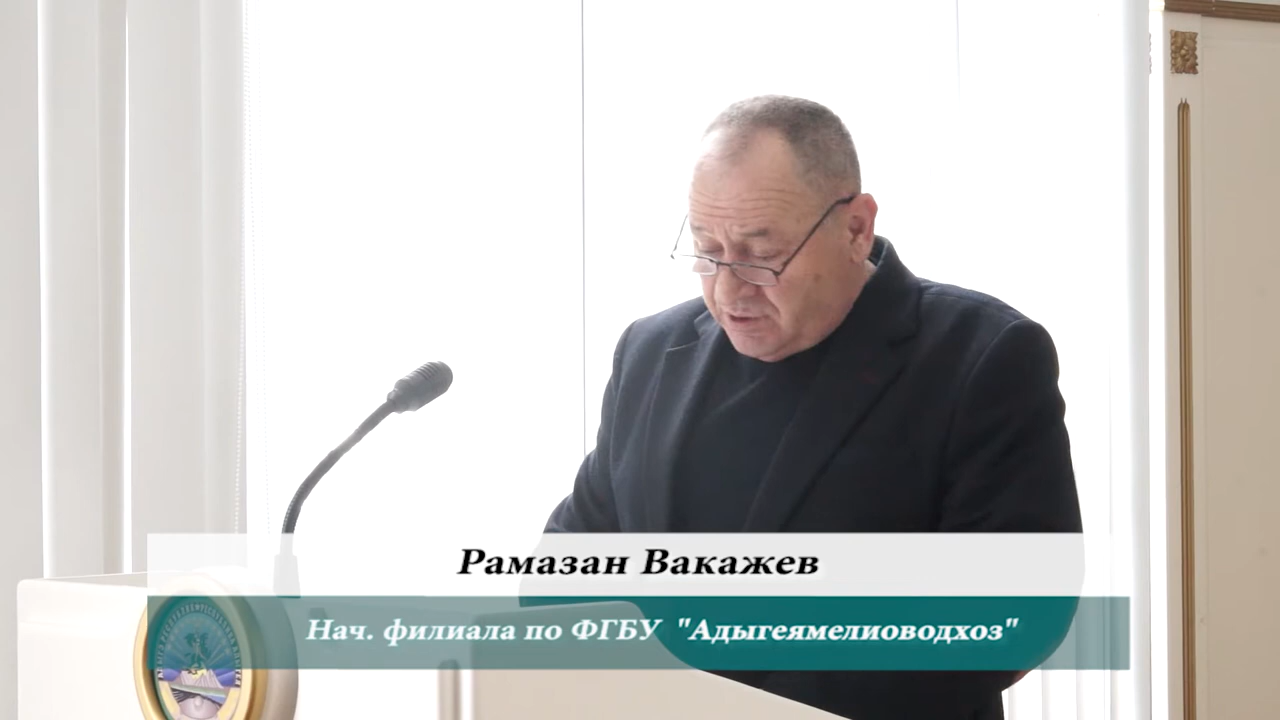 Рамазан Вакажев
Нач. филиала по ФГБУ "Адыгеямелиоводхоз"